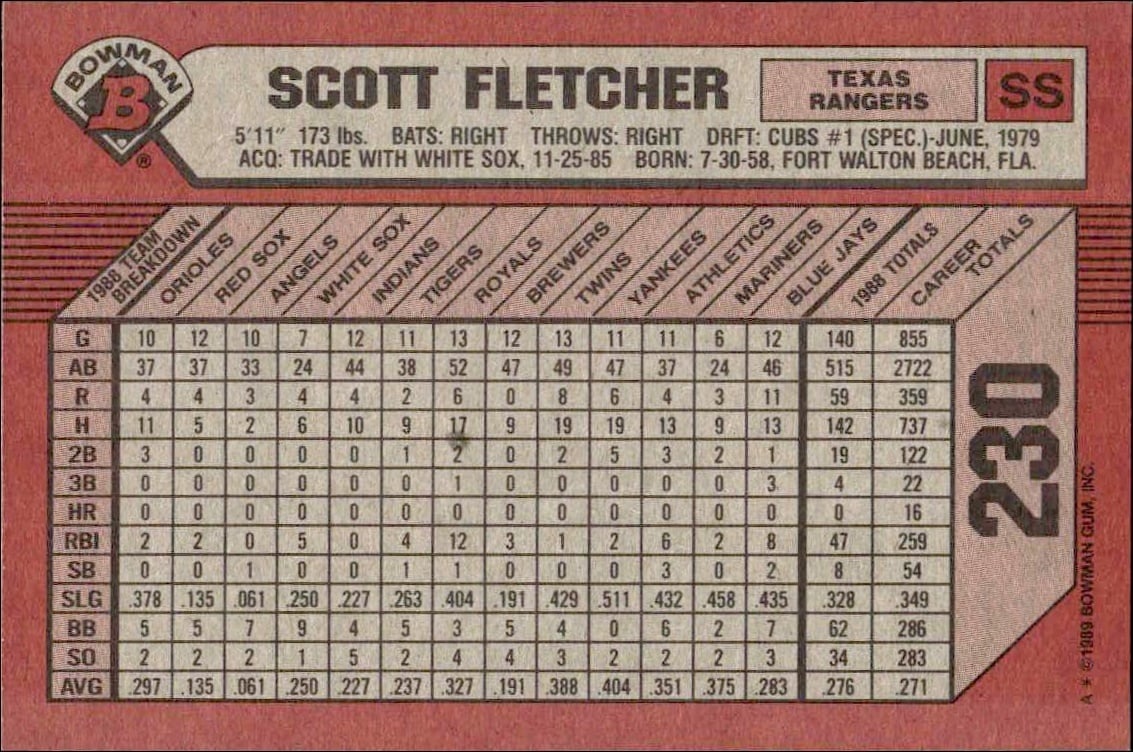 BOWMAN
B
®
SCOTT FLETCHER
TEXAS
RANGERS
SS
5'11" 173 lbs. BATS: RIGHT THROWS: RIGHT DRFT: CUBS #1 (SPEC.)-JUNE, 1979
ACQ: TRADE WITH WHITE SOX, 11-25-85 BORN: 7-30-58, FORT WALTON BEACH, FLA.
1988 TEAM
BREAKDOWN
ORIOLES
RED SOX
ANGELS
WHITE SOX
INDIANS
TIGERS
ROYALS
BREWERS
TWINS
YANKEES
ATHLETICS
MARINERS
BLUE JAYS
1988 TOTALS
CAREER
TOTALS
G 10 12 10 7 12 11 13 12 13 11 11 6 12 140 855
AB 37 37 33 24 44 38 52 47 49 47 37 24 46 515 2722
R 4 4 3 4 4 2 6 0 8 6 4 3 11 59 359
H 11 5 2 6 10 9 17 9 19 19 13 9 13 142 737
2B 3 0 0 0 0 1 2 0 2 5 3 2 1 19 122
3B 0 0 0 0 0 0 1 0 0 0 0 0 3 4 22
HR 0 0 0 0 0 0 0 0 0 0 0 0 0 0 16
RBI 2 2 0 5 0 4 12 3 1 2 6 2 8 47 259
SB 0 0 1 0 0 1 1 0 0 0 3 0 2 8 54
SLG .378 .135 .061 .250 .227 .263 .404 .191 .429 .511 .432 .458 .435 .328 .349
BB 5 5 7 9 4 5 3 5 4 0 6 2 7 62 286
SO 2 2 2 1 5 2 4 4 3 2 2 2 3 34 283
AVG .297 .135 .061 .250 .227 .237 .327 .191 .388 .404 .351 .375 .283 .276 .271
230
A * ©1989 BOWMAN GUM, INC.